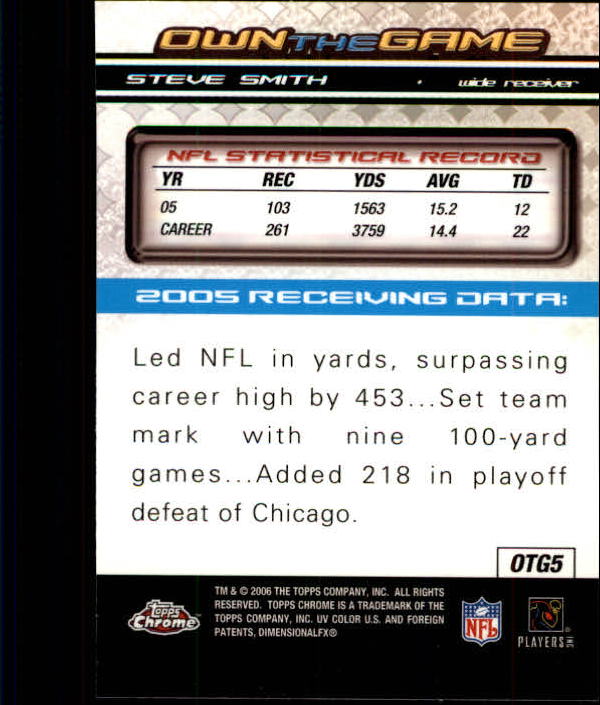 OWN THE GAME
STEVE SMITH • wide receiver
NFL STATISTICAL RECORD
YR REC YDS AVG TD
05 103 1563 15.2 12
CAREER 261 3759 14.4 22
2005 RECEIVING DATA:
Led NFL in yards, surpassing
career high by 453...Set team
mark with nine 100-yard
games...Added 218 in playoff
defeat of Chicago.
OTG5
TM & © 2006 THE TOPPS COMPANY, INC. ALL RIGHTS
RESERVED. TOPPS CHROME IS A TRADEMARK OF THE
TOPPS COMPANY, INC. UV COLOR U.S. AND FOREIGN
PATENTS, DIMENSIONALFX®
Topps
Chrome
NFL
PLAYERS INC